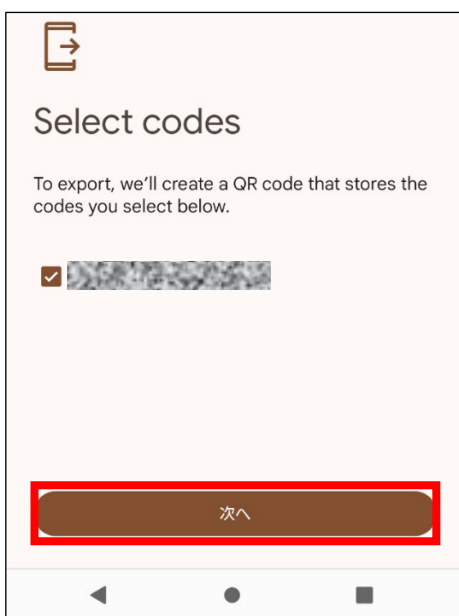 Select codes
To export, we’ll create a QR code that stores the
codes you select below.
次へ